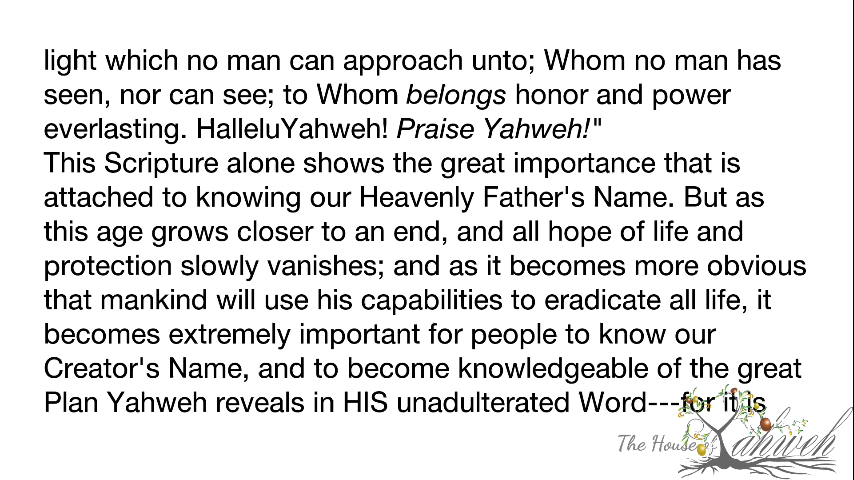 light which no man can approach unto; Whom no man has
seen, nor can see; to Whom belongs honor and power
everlasting. HalleluYahweh! Praise Yahweh!"
This Scripture alone shows the great importance that is
attached to knowing our Heavenly Father's Name. But as
this age grows closer to an end, and all hope of life and
protection slowly vanishes; and as it becomes more obvious
that mankind will use his capabilities to eradicate all life, it
becomes extremely important for people to know our
Creator's Name, and to become knowledgeable of the great
Plan Yahweh reveals in HIS unadulterated Word---for it is
The House of Yahweh